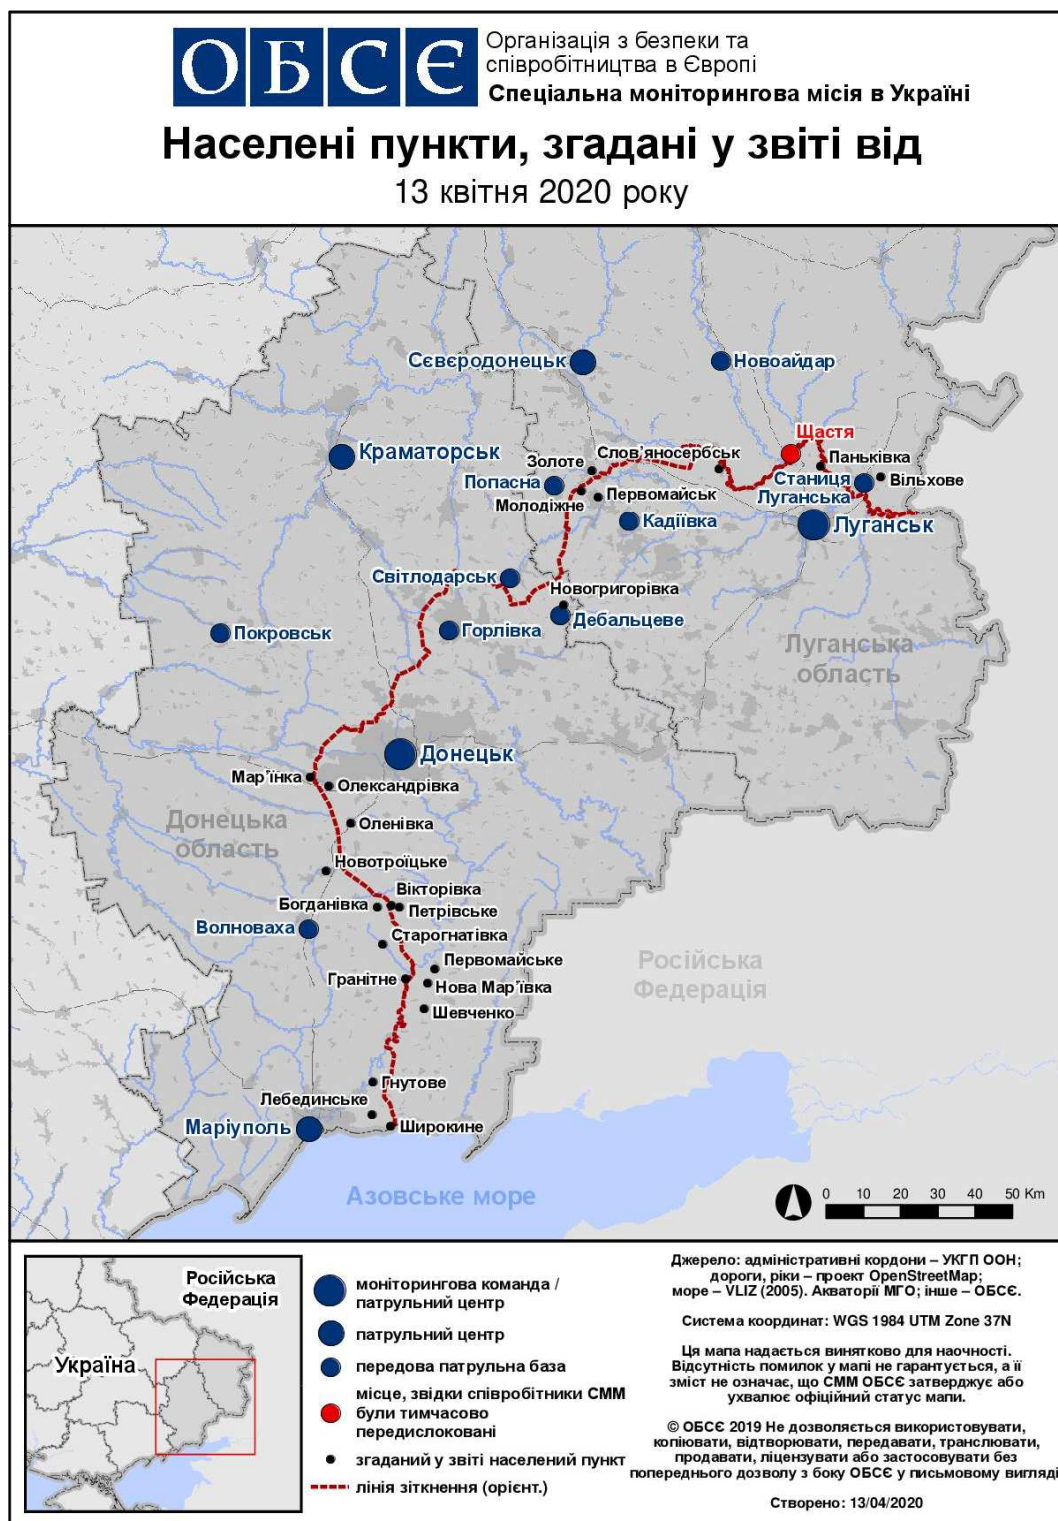 ОБСЄ
Організація з безпеки та
співробітництва в Європі
Спеціальна моніторингова місія в Україні
Населені пункти, згадані у звіті від
13 квітня 2020 року
Сєвєродонецьк
Новоайдар
Щастя
Краматорськ
Золоте
Слов'яносербськ
Паньківка
Попасна
Станиця
Луганська
Вільхове
Молодіжне
Первомайськ
Кадіївка
Луганськ
Світлодарськ
Новогригорівка
Дебальцеве
Покровськ
Горлівка
Луганська
область
Донецьк
Мар'їнка
Олександрівка
Донецька
область
Оленівка
Новотроїцьке
Вікторівка
Богданівка
Петрівське
Волноваха
Старогнатівка
Первомайське
Російська
Федерація
Гранітне
Нова Мар'ївка
Шевченко
Гнутове
Лебединське
Маріуполь
Широкине
Азовське море
0 10 20 30 40 50 Km
Російська
Федерація
Україна
моніторингова команда /
патрульний центр
патрульний центр
передова патрульна база
місце, звідки співробітники СММ
були тимчасово
передислоковані
згаданий у звіті населений пункт
лінія зіткнення (орієнт.)
Джерело: адміністративні кордони – УКГП ООН;
дороги, ріки – проект OpenStreetMap;
море – VLIZ (2005). Акваторії МГО; інше – ОБСЄ.
Система координат: WGS 1984 UTM Zone 37N
Ця мапа надається винятково для наочності.
Відсутність помилок у мапі не гарантується, а її
зміст не означає, що СММ ОБСЄ затверджує або
ухвалює офіційний статус мапи.
© ОБСЄ 2019 Не дозволяється використовувати,
копіювати, відтворювати, передавати, транслювати,
продавати, ліцензувати або застосовувати без
попереднього дозволу з боку ОБСЄ у письмовому вигляді
Створено: 13/04/2020